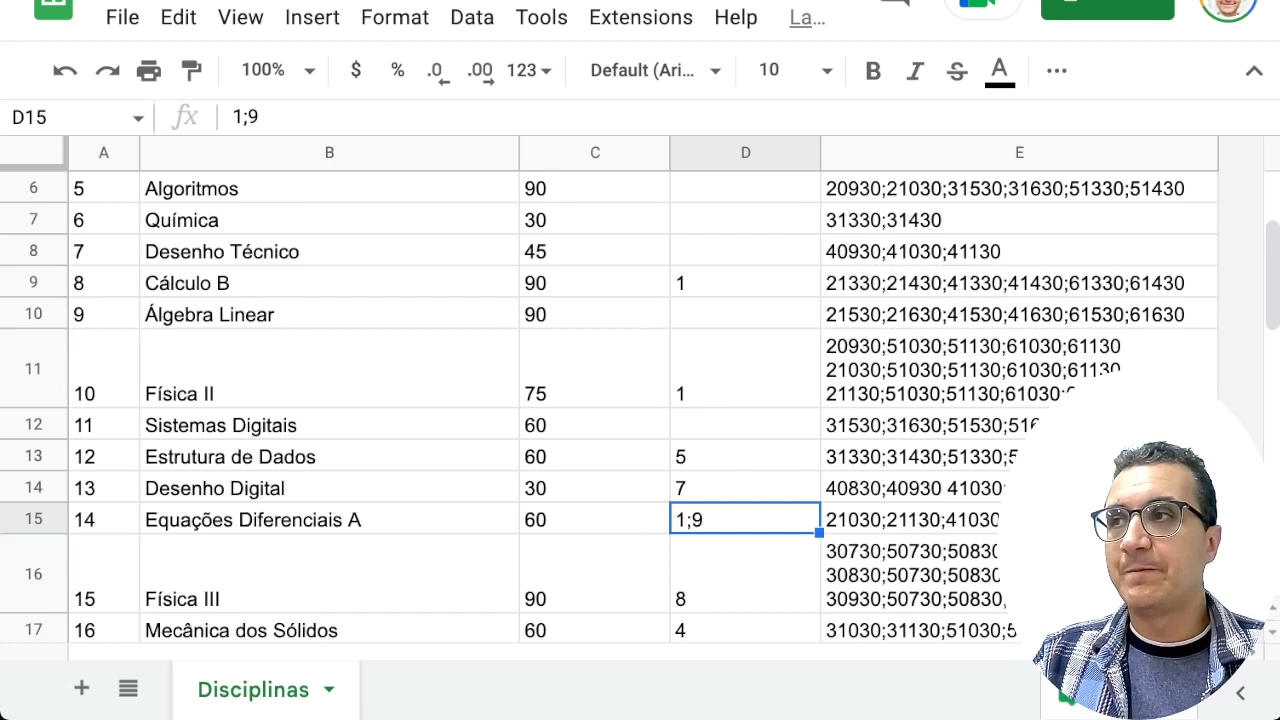 File Edit View Insert Format Data Tools Extensions Help La…
100% $ % .0 .00 123 Default (Ari... 10 B I S A
D15 fx 1;9
A B C D E
6 5 Algoritmos 90 20930;21030;31530;31630;51330;51430
7 6 Química 30 31330;31430
8 7 Desenho Técnico 45 40930;41030;41130
9 8 Cálculo B 90 1 21330;21430;41330;41430;61330;61430
10 9 Álgebra Linear 90 21530;21630;41530;41630;61530;61630
20930;51030;51130;61030;61130
21030;51030;51130;61030;61130
11 10 Física II 75 1 21130;51030;51130;61030;
12 11 Sistemas Digitais 60 31530;31630;51530;516
13 12 Estrutura de Dados 60 5 31330;31430;51330;5
14 13 Desenho Digital 30 7 40830;40930 41030
15 14 Equações Diferenciais A 60 1;9 21030;21130;41030
30730;50730;50830
30830;50730;50830
16 15 Física III 90 8 30930;50730;50830
17 16 Mecânica dos Sólidos 60 4 31030;31130;51030;5
Disciplinas